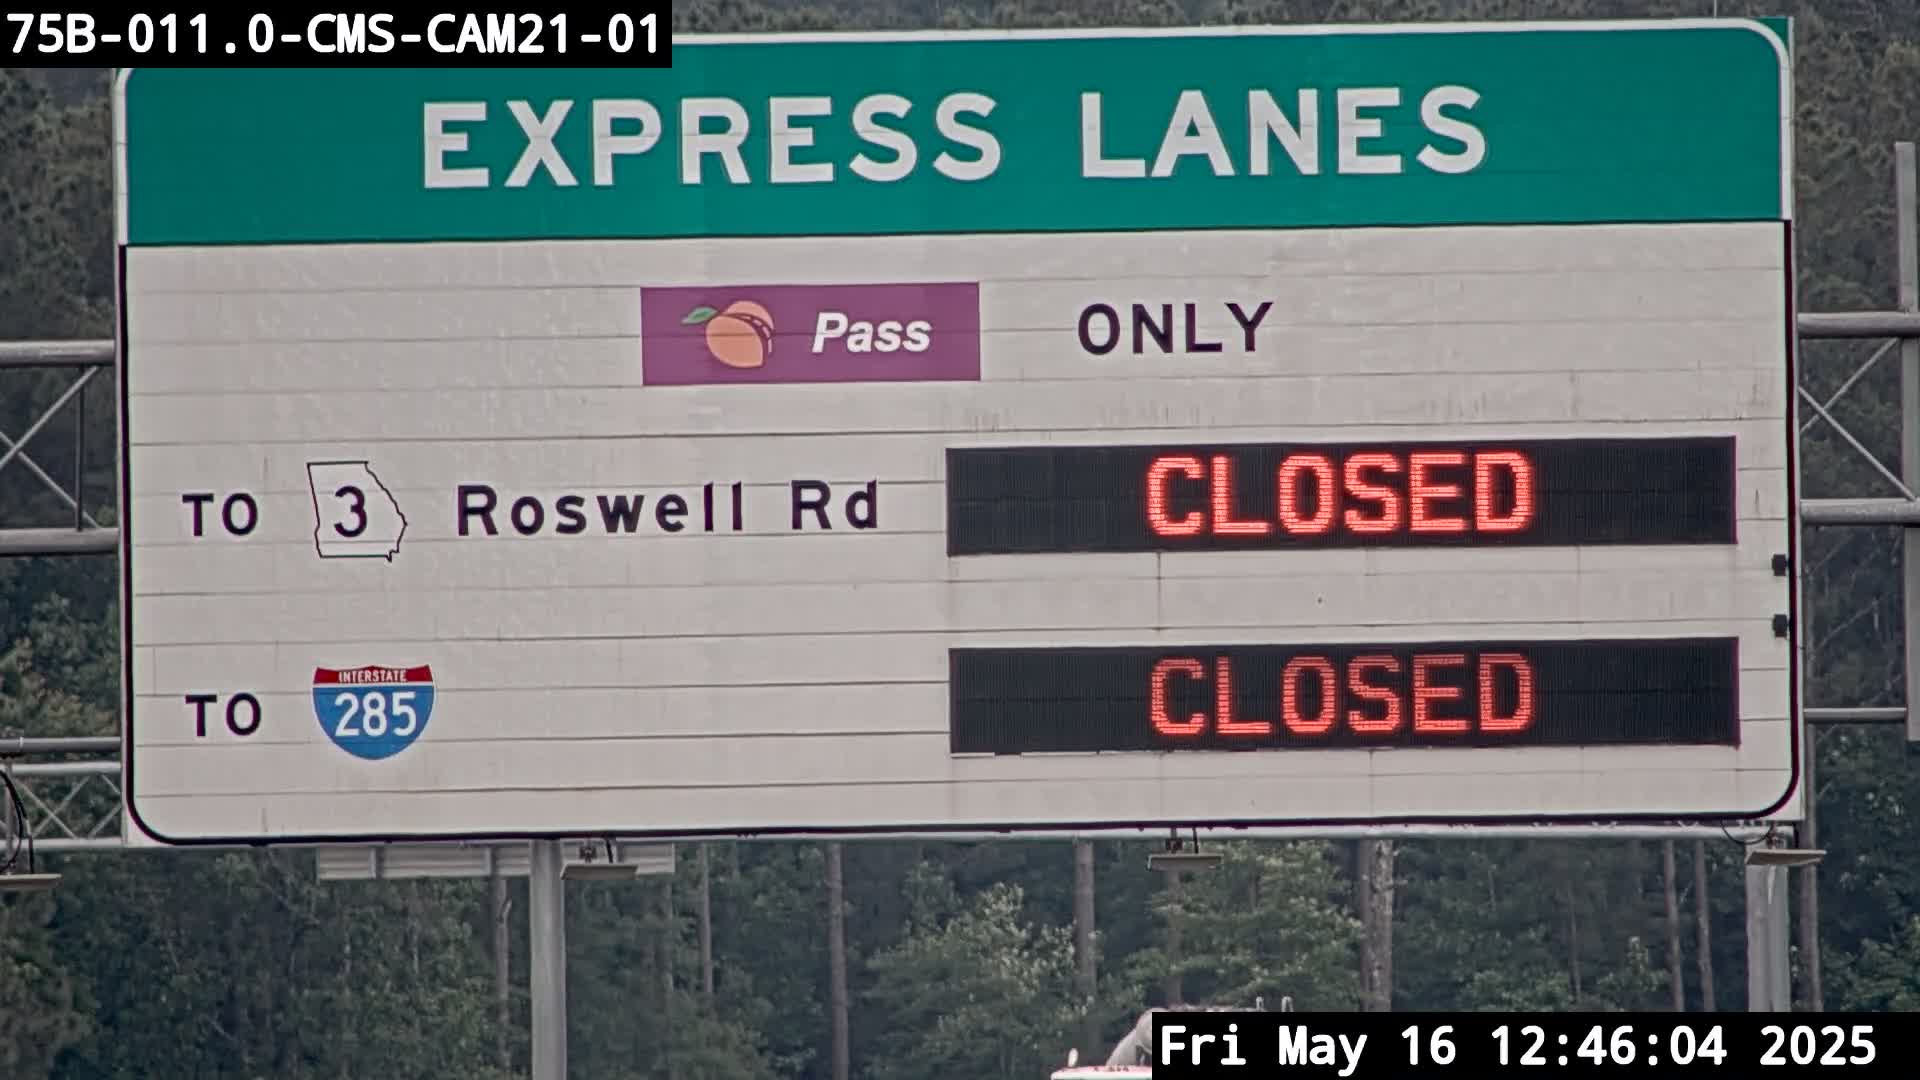 75B-011.0-CMS-CAM21-01
EXPRESS LANES
Pass ONLY
TO 3 Roswell Rd CLOSED
TO INTERSTATE 285 CLOSED
Fri May 16 12:46:04 2025